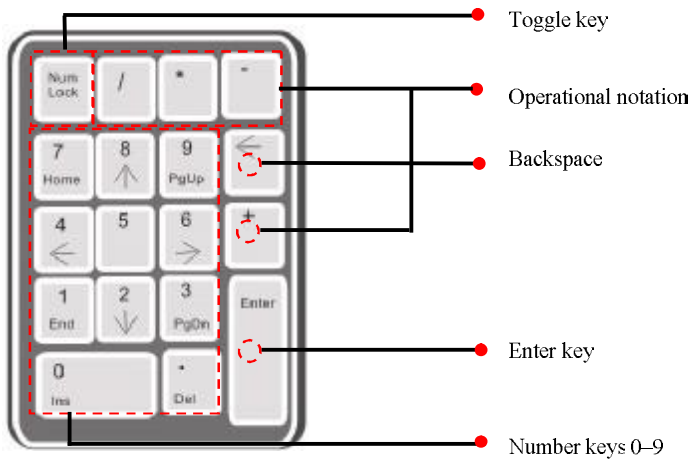 Toggle key
Num
Lock
/
*
-
Operational notation
7
Home
8
↑
9
PgUp
←
Backspace
4
←
5
6
→
+
1
End
2
↓
3
PgDn
Enter
Enter key
0
Ins
.
Del
Number keys 0–9